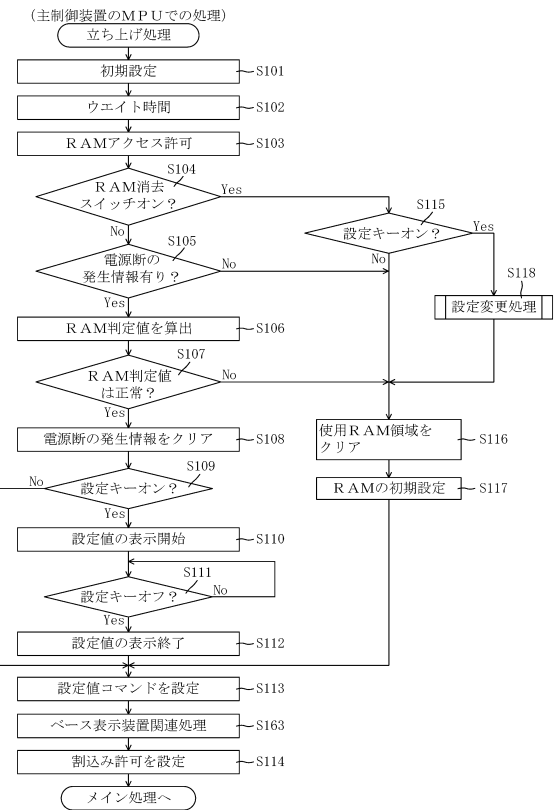 (主制御装置のＭＰＵでの処理)
立ち上げ処理
初期設定
S101
ウエイト時間
S102
ＲＡＭアクセス許可
S103
S104
ＲＡＭ消去
スイッチオン？
Yes
No
S115
設定キーオン？
Yes
No
S105
電源断の
発生情報有り？
No
Yes
S118
設定変更処理
ＲＡＭ判定値を算出
S106
S107
ＲＡＭ判定値
は正常？
No
Yes
電源断の発生情報をクリア
S108
使用ＲＡＭ領域を
クリア
S116
S109
設定キーオン？
No
Yes
ＲＡＭの初期設定
S117
設定値の表示開始
S110
S111
設定キーオフ？
No
Yes
設定値の表示終了
S112
設定値コマンドを設定
S113
ベース表示装置関連処理
S163
割込み許可を設定
S114
メイン処理へ